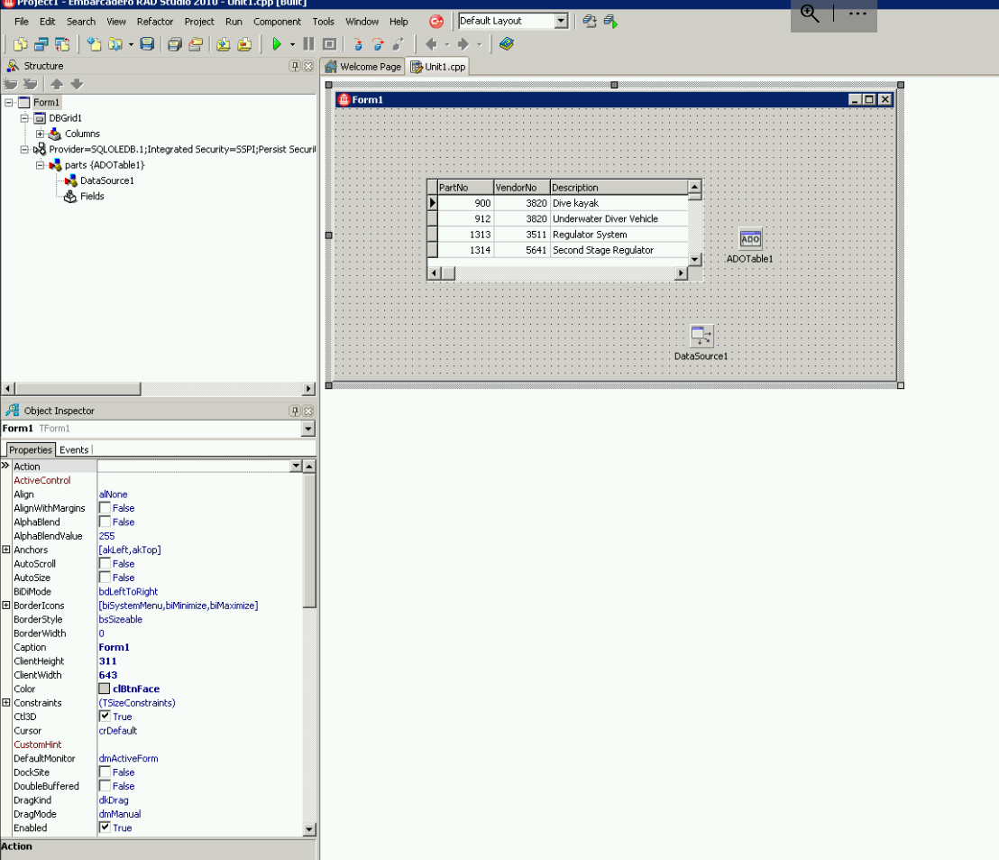 Project1 - Embarcadero RAD Studio 2010 - Unit1.cpp [Built]
File Edit Search View Refactor Project Run Component Tools Window Help Default Layout
Structure
Welcome Page Unit1.cpp
Form1
DBGrid1
Columns
Provider=SQLOLEDB.1;Integrated Security=SSPI;Persist Securi
parts {ADOTable1}
DataSource1
Fields
Form1
PartNo VendorNo Description
900 3820 Dive kayak
912 3820 Underwater Diver Vehicle
1313 3511 Regulator System
1314 5641 Second Stage Regulator
ADO
ADOTable1
DataSource1
Object Inspector
Form1 TForm1
Properties Events
Action
ActiveControl
Align alNone
AlignWithMargins False
AlphaBlend False
AlphaBlendValue 255
Anchors [akLeft,akTop]
AutoScroll False
AutoSize False
BiDiMode bdLeftToRight
BorderIcons [biSystemMenu,biMinimize,biMaximize]
BorderStyle bsSizeable
BorderWidth 0
Caption Form1
ClientHeight 311
ClientWidth 643
Color clBtnFace
Constraints (TSizeConstraints)
Ctl3D True
Cursor crDefault
CustomHint
DefaultMonitor dmActiveForm
DockSite False
DoubleBuffered False
DragKind dkDrag
DragMode dmManual
Enabled True
Action